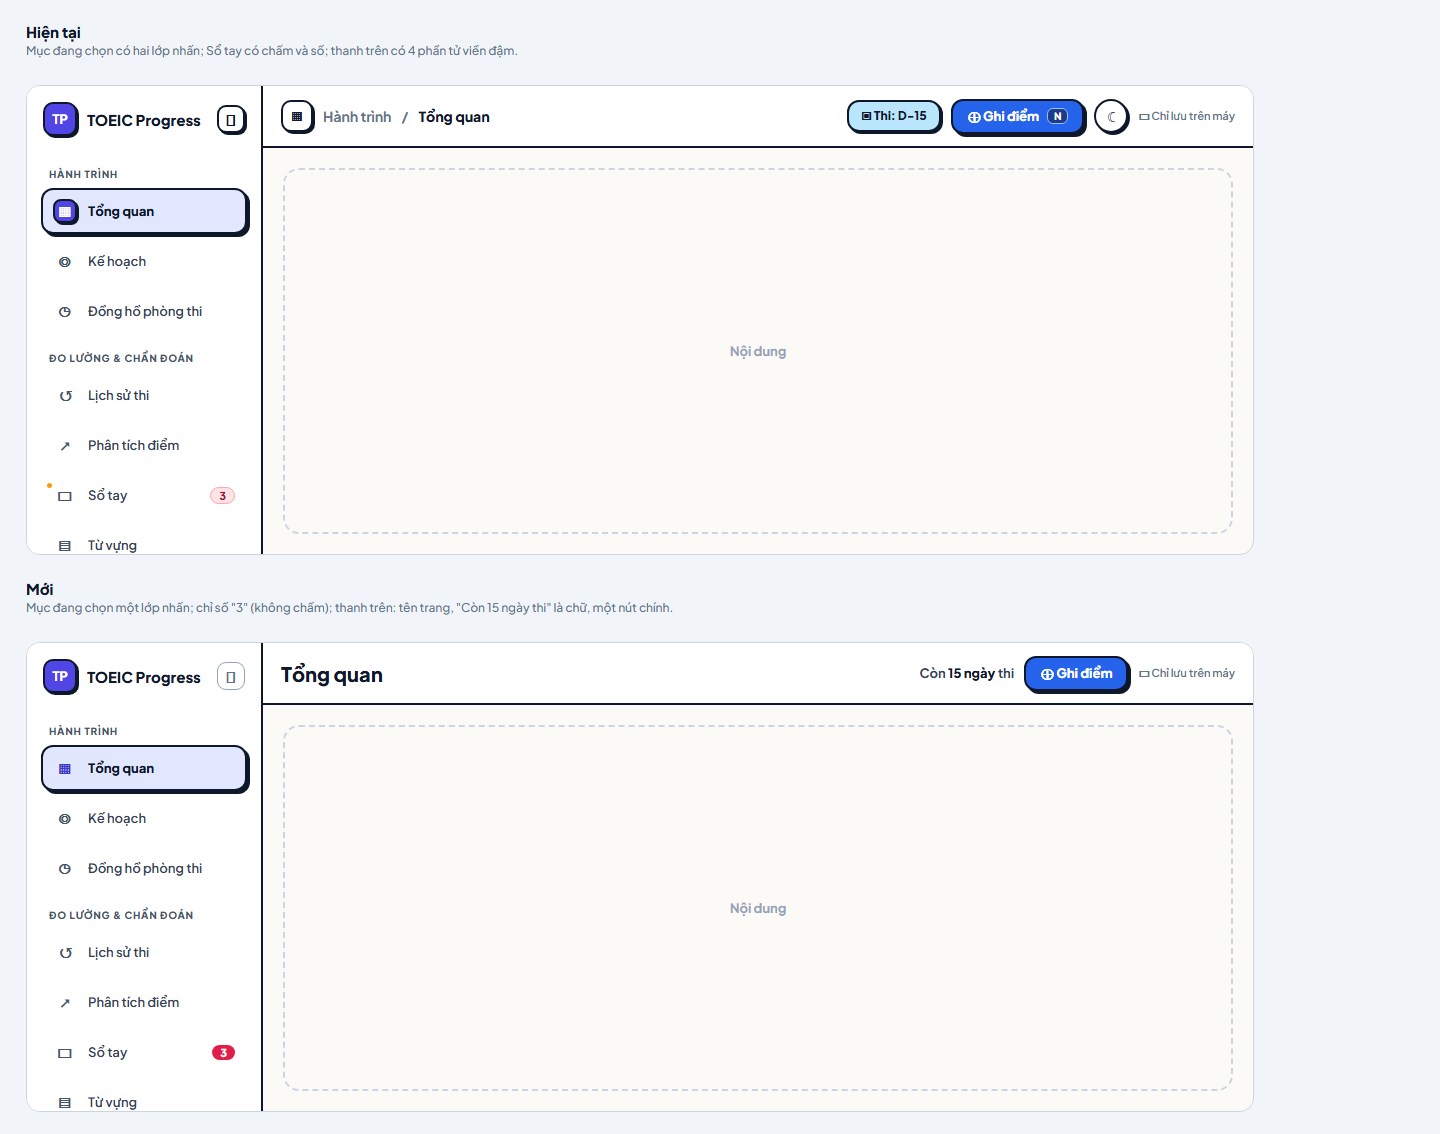 Hiện tại
Mục đang chọn có hai lớp nhấn; Sổ tay có chấm và số; thanh trên có 4 phần tử viền đậm.
TP TOEIC Progress
Hành trình / Tổng quan
Thi: D-15
Ghi điểm N
Chỉ lưu trên máy
HÀNH TRÌNH
Tổng quan
Kế hoạch
Đồng hồ phòng thi
ĐO LƯỜNG & CHẨN ĐOÁN
Lịch sử thi
Phân tích điểm
Sổ tay 3
Từ vựng
Nội dung
Mới
Mục đang chọn một lớp nhấn; chỉ số "3" (không chấm); thanh trên: tên trang, "Còn 15 ngày thi" là chữ, một nút chính.
TP TOEIC Progress
Tổng quan
Còn 15 ngày thi
Ghi điểm
Chỉ lưu trên máy
HÀNH TRÌNH
Tổng quan
Kế hoạch
Đồng hồ phòng thi
ĐO LƯỜNG & CHẨN ĐOÁN
Lịch sử thi
Phân tích điểm
Sổ tay 3
Từ vựng
Nội dung